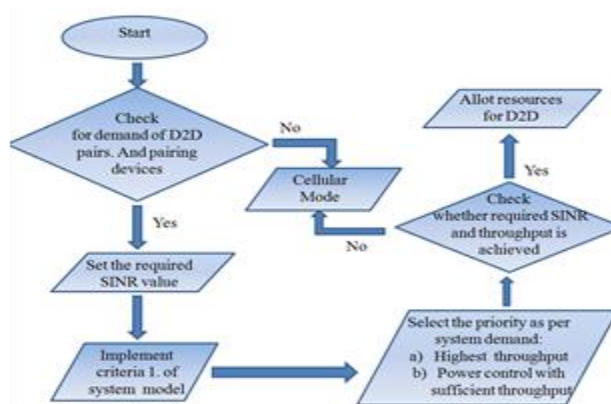 Start
Check
for demand of D2D
pairs. And pairing
devices
No
Yes
Cellular
Mode
Set the required
SINR value
Implement
criteria 1. of
system model
Select the priority as per
system demand:
a) Highest throughput
b) Power control with
sufficient throughput
Check
whether required SINR
and throughput is
achieved
No
Yes
Allot resources
for D2D